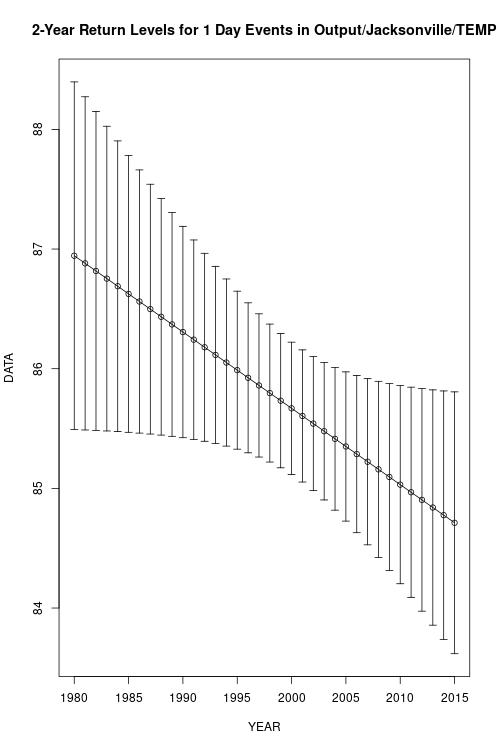 2-Year Return Levels for 1 Day Events in Output/Jacksonville/TEMP
88
87
86
85
84
DATA
1980 1985 1990 1995 2000 2005 2010 2015
YEAR